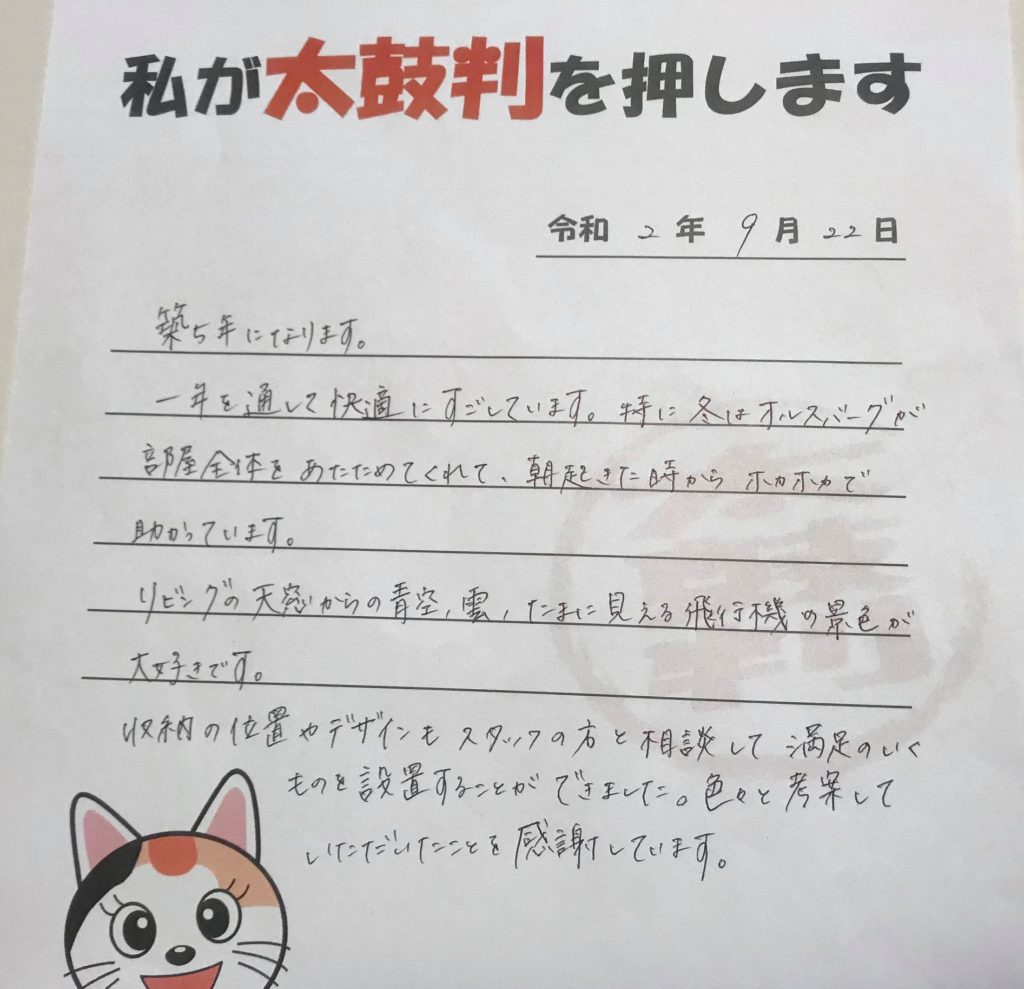 私が太鼓判を押します
令和 2 年 9 月 22 日
築5年になります。
一年を通して快適にすごしています。特に冬はオルスバーグが
部屋全体をあたためてくれて、朝起きた時からホカホカで
助かっています。
リビングの天窓からの青空,雲,たまに見える飛行機の景色が
大好きです。
収納の位置やデザインもスタッフの方と相談して満足のいく
ものを設置することができました。色々と考案して
いただいたことを感謝しています。